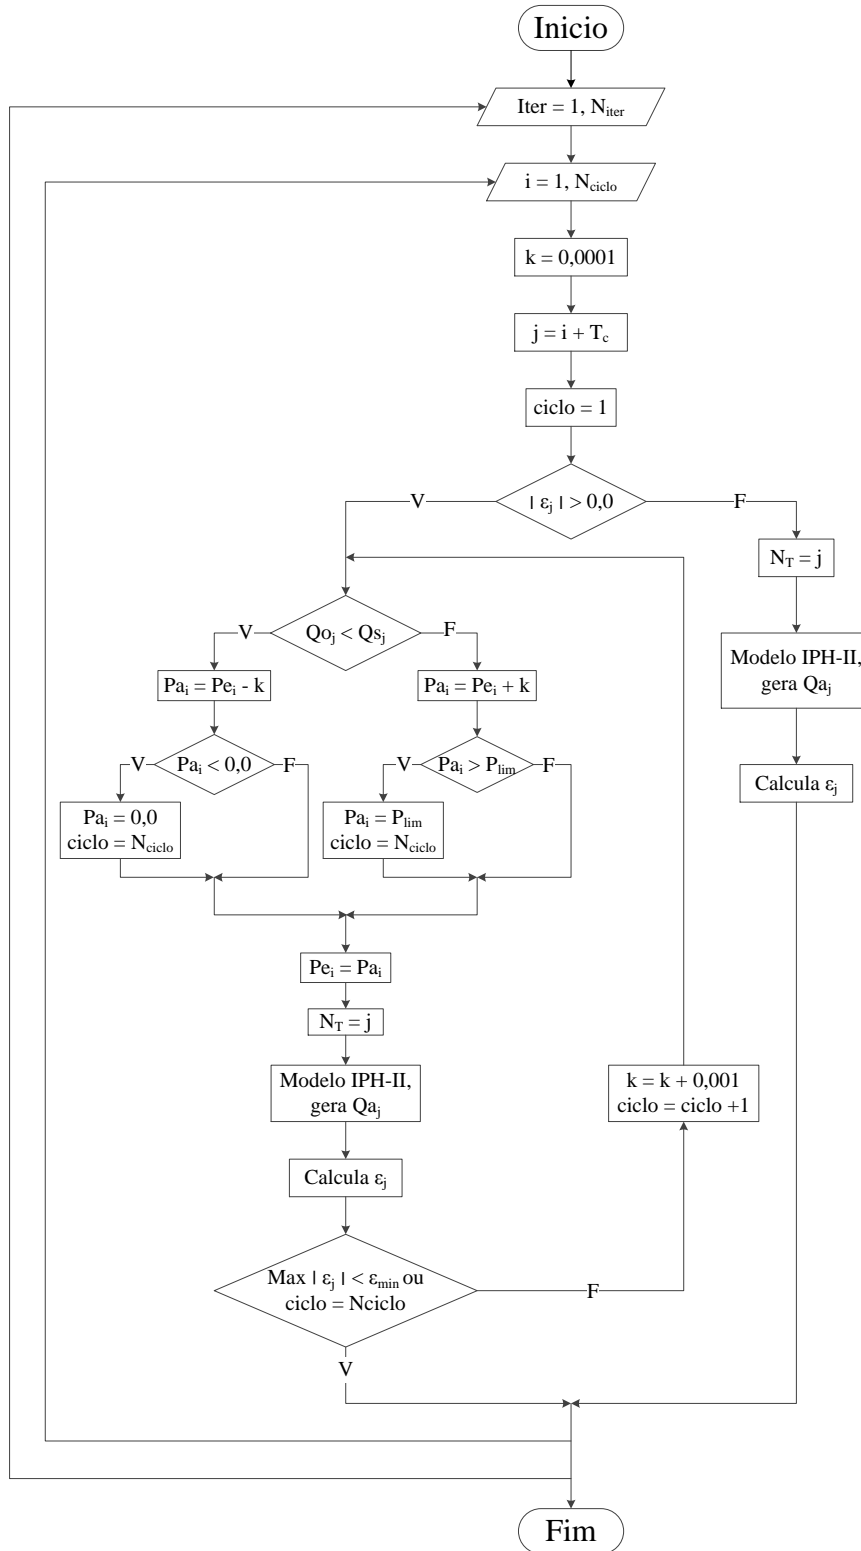 Inicio
Iter = 1, N_iter
i = 1, N_ciclo
k = 0,0001
j = i + T_c
ciclo = 1
| ε_j | > 0,0
V
F
N_T = j
Qo_j < Qs_j
V
F
Modelo IPH-II,
gera Qa_j
Pa_i = Pe_i - k
Pa_i = Pe_i + k
Pa_i < 0,0
V
F
Pa_i > P_lim
V
F
Calcula ε_j
Pa_i = 0,0
ciclo = N_ciclo
Pa_i = P_lim
ciclo = N_ciclo
Pe_i = Pa_i
N_T = j
Modelo IPH-II,
gera Qa_j
k = k + 0,001
ciclo = ciclo +1
Calcula ε_j
Max | ε_j | < ε_min ou
ciclo = Nciclo
F
V
Fim